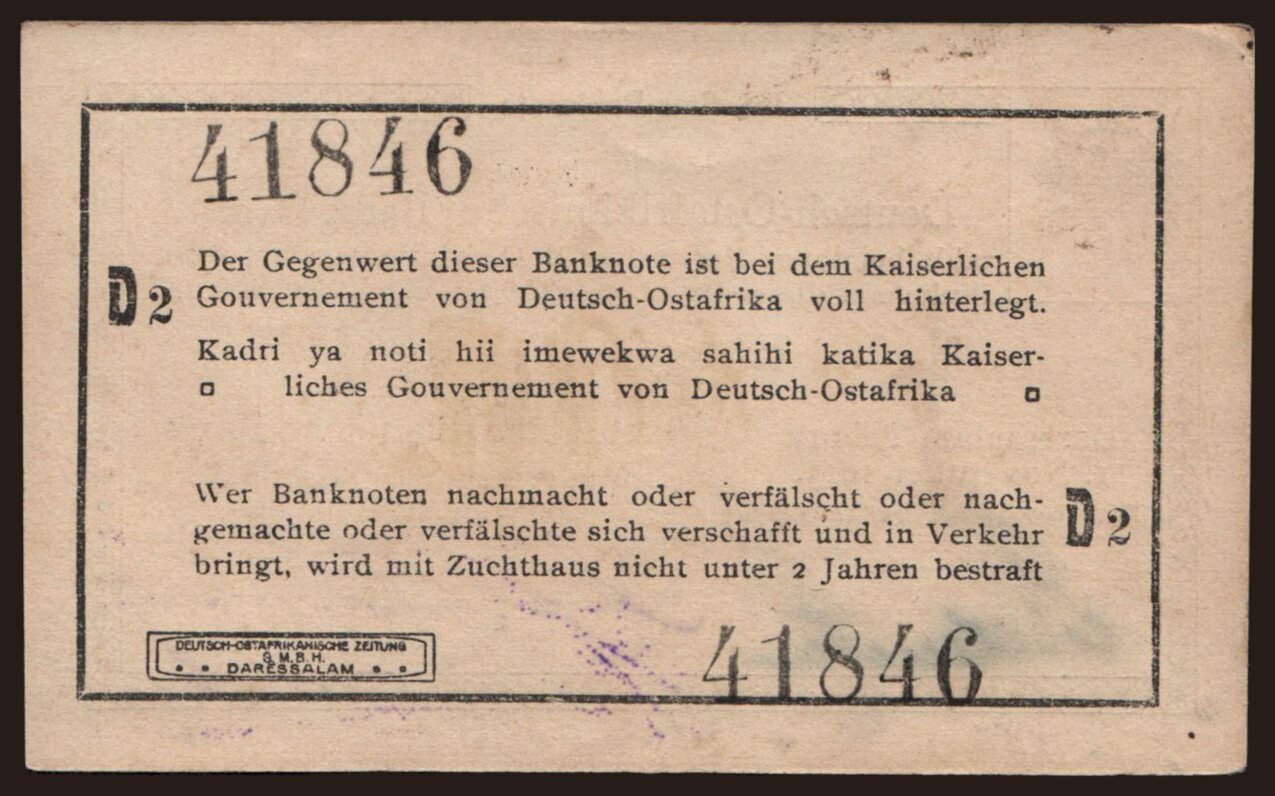 41846
Der Gegenwert dieser Banknote ist bei dem Kaiserlichen
D 2 Gouvernement von Deutsch-Ostafrika voll hinterlegt.
Kadri ya noti hii imewekwa sahihi katika Kaiser-
liches Gouvernement von Deutsch-Ostafrika
Wer Banknoten nachmacht oder verfälscht oder nach-
gemachte oder verfälschte sich verschafft und in Verkehr D 2
bringt, wird mit Zuchthaus nicht unter 2 Jahren bestraft
DEUTSCH-OSTAFRIKANISCHE ZEITUNG
G.M.B.H.
DARESSALAM
41846